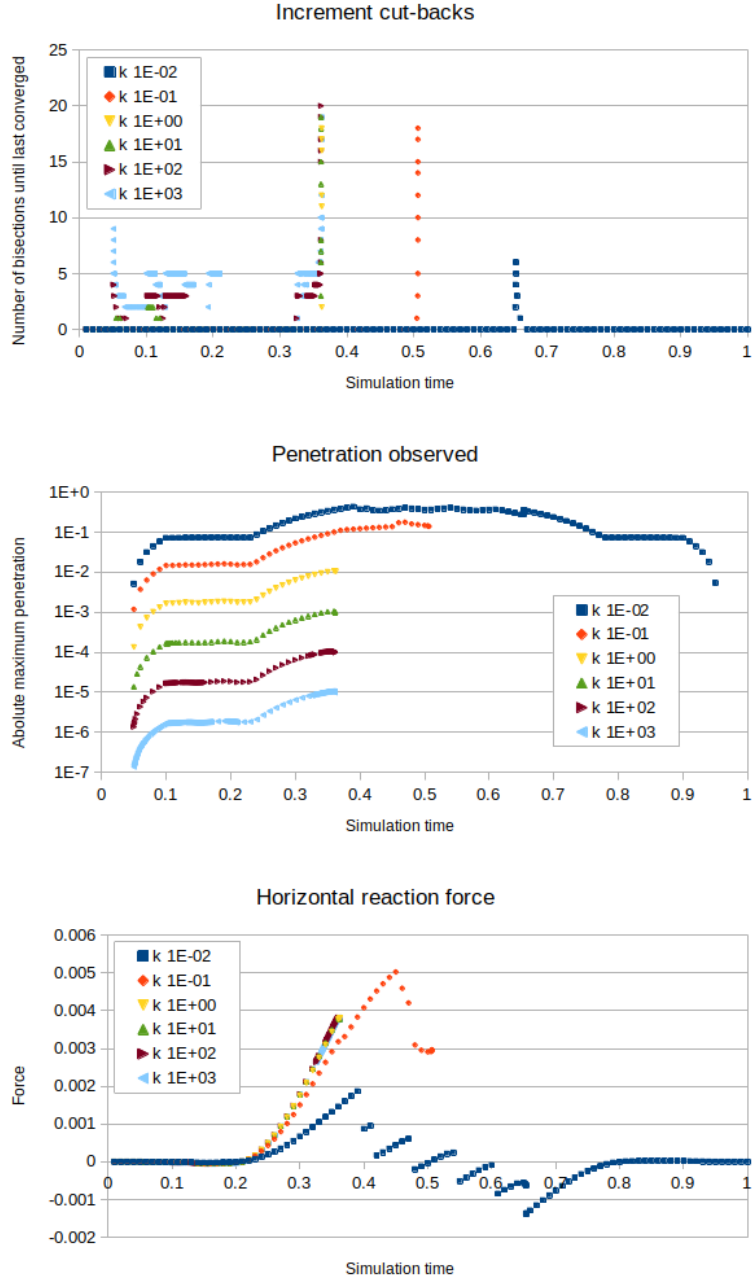 Increment cut-backs
Number of bisections until last converged
25
20
15
10
5
0
k 1E-02
k 1E-01
k 1E+00
k 1E+01
k 1E+02
k 1E+03
0 0.1 0.2 0.3 0.4 0.5 0.6 0.7 0.8 0.9 1
Simulation time
Penetration observed
Abolute maximum penetration
1E+0
1E-1
1E-2
1E-3
1E-4
1E-5
1E-6
1E-7
k 1E-02
k 1E-01
k 1E+00
k 1E+01
k 1E+02
k 1E+03
0 0.1 0.2 0.3 0.4 0.5 0.6 0.7 0.8 0.9 1
Simulation time
Horizontal reaction force
Force
0.006
0.005
0.004
0.003
0.002
0.001
0
-0.001
-0.002
k 1E-02
k 1E-01
k 1E+00
k 1E+01
k 1E+02
k 1E+03
0 0.1 0.2 0.3 0.4 0.5 0.6 0.7 0.8 0.9 1
Simulation time